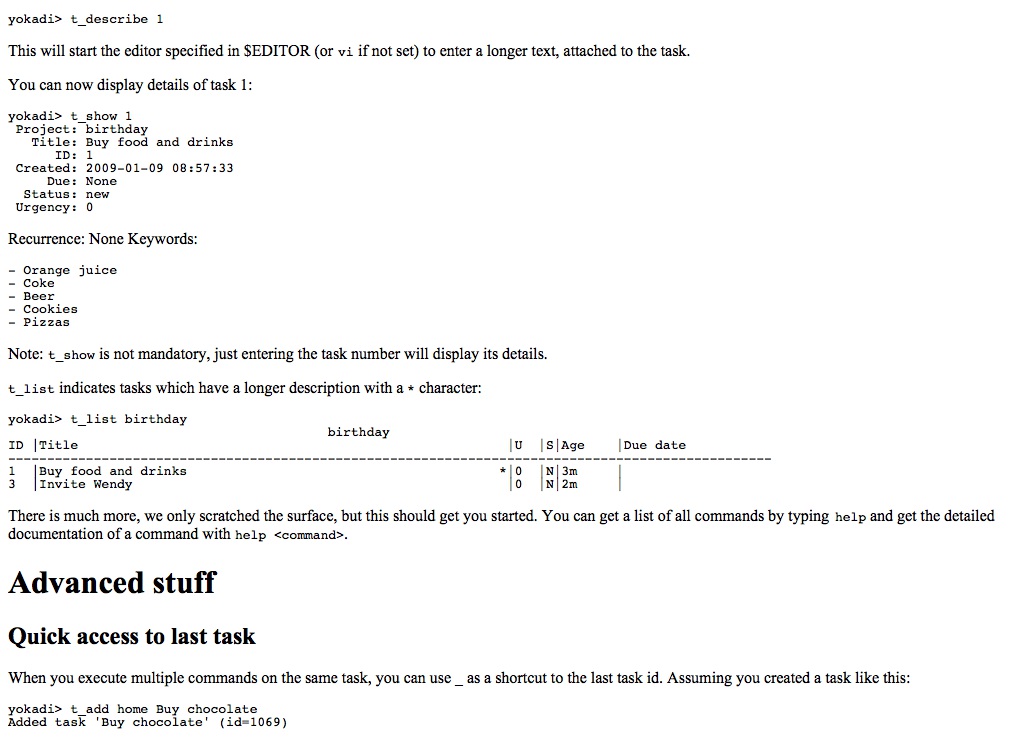 yokadi> t_describe 1
This will start the editor specified in $EDITOR (or vi if not set) to enter a longer text, attached to the task.
You can now display details of task 1:
yokadi> t_show 1
Project: birthday
Title: Buy food and drinks
ID: 1
Created: 2009-01-09 08:57:33
Due: None
Status: new
Urgency: 0
Recurrence: None Keywords:
- Orange juice
- Coke
- Beer
- Cookies
- Pizzas
Note: t_show is not mandatory, just entering the task number will display its details.
t_list indicates tasks which have a longer description with a * character:
yokadi> t_list birthday
birthday
ID |Title |U |S|Age |Due date
--------------------------------------------------------------------------------------------------
1 |Buy food and drinks *|0 |N|3m |
3 |Invite Wendy |0 |N|2m |
There is much more, we only scratched the surface, but this should get you started. You can get a list of all commands by typing help and get the detailed
documentation of a command with help <command>.
Advanced stuff
Quick access to last task
When you execute multiple commands on the same task, you can use _ as a shortcut to the last task id. Assuming you created a task like this:
yokadi> t_add home Buy chocolate
Added task 'Buy chocolate' (id=1069)